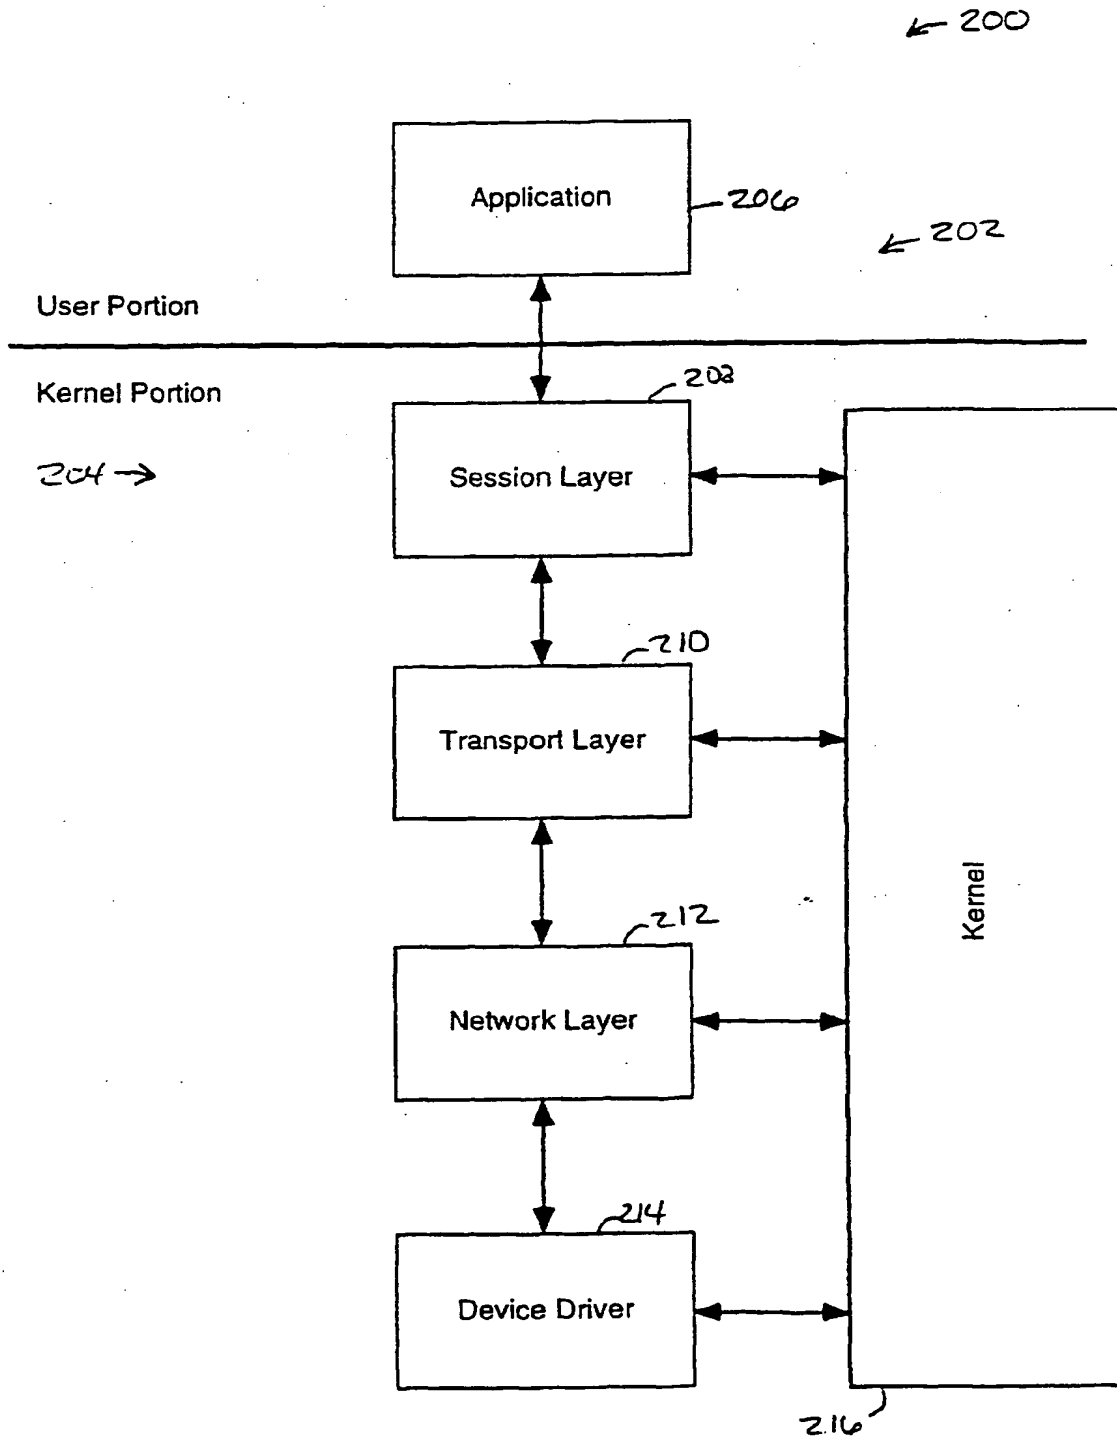 200
Application
206
202
User Portion
Kernel Portion
208
204
Session Layer
210
Transport Layer
212
Kernel
Network Layer
214
Device Driver
216